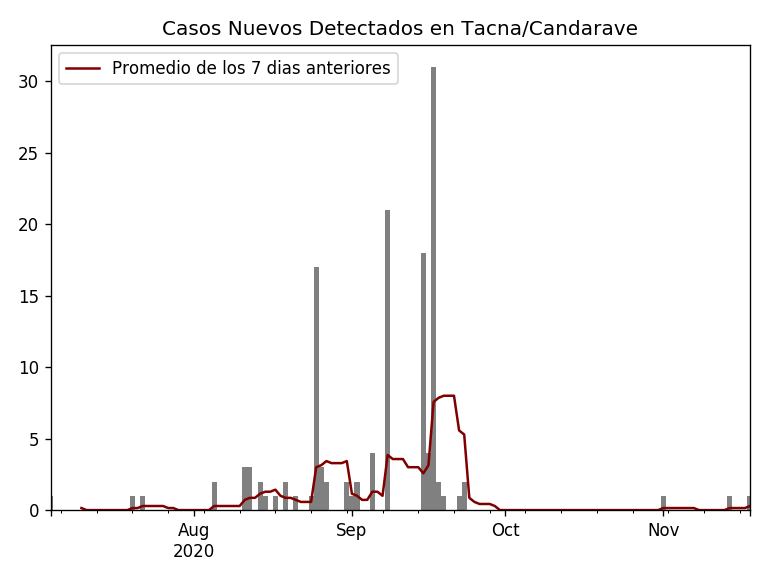 Casos Nuevos Detectados en Tacna/Candarave
Promedio de los 7 dias anteriores
30
25
20
15
10
5
0
Aug
2020
Sep
Oct
Nov